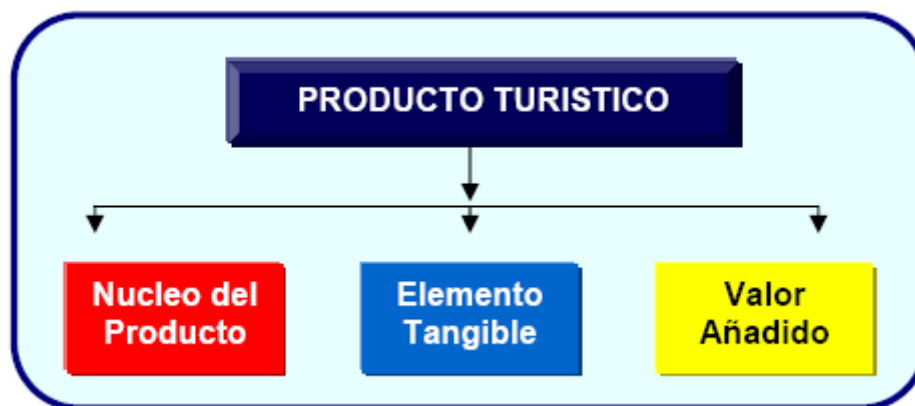 PRODUCTO TURISTICO
Nucleo del
Producto
Elemento
Tangible
Valor
Añadido